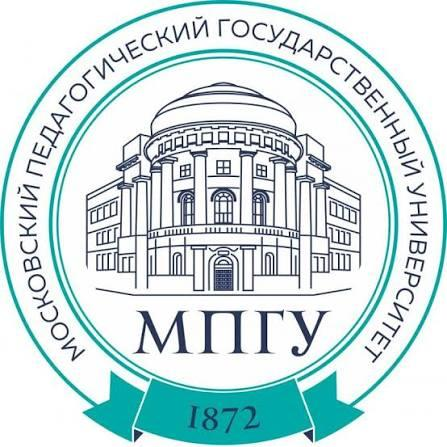 МОСКОВСКИЙ ПЕДАГОГИЧЕСКИЙ ГОСУДАРСТВЕННЫЙ УНИВЕРСИТЕТ
МПГУ
1872